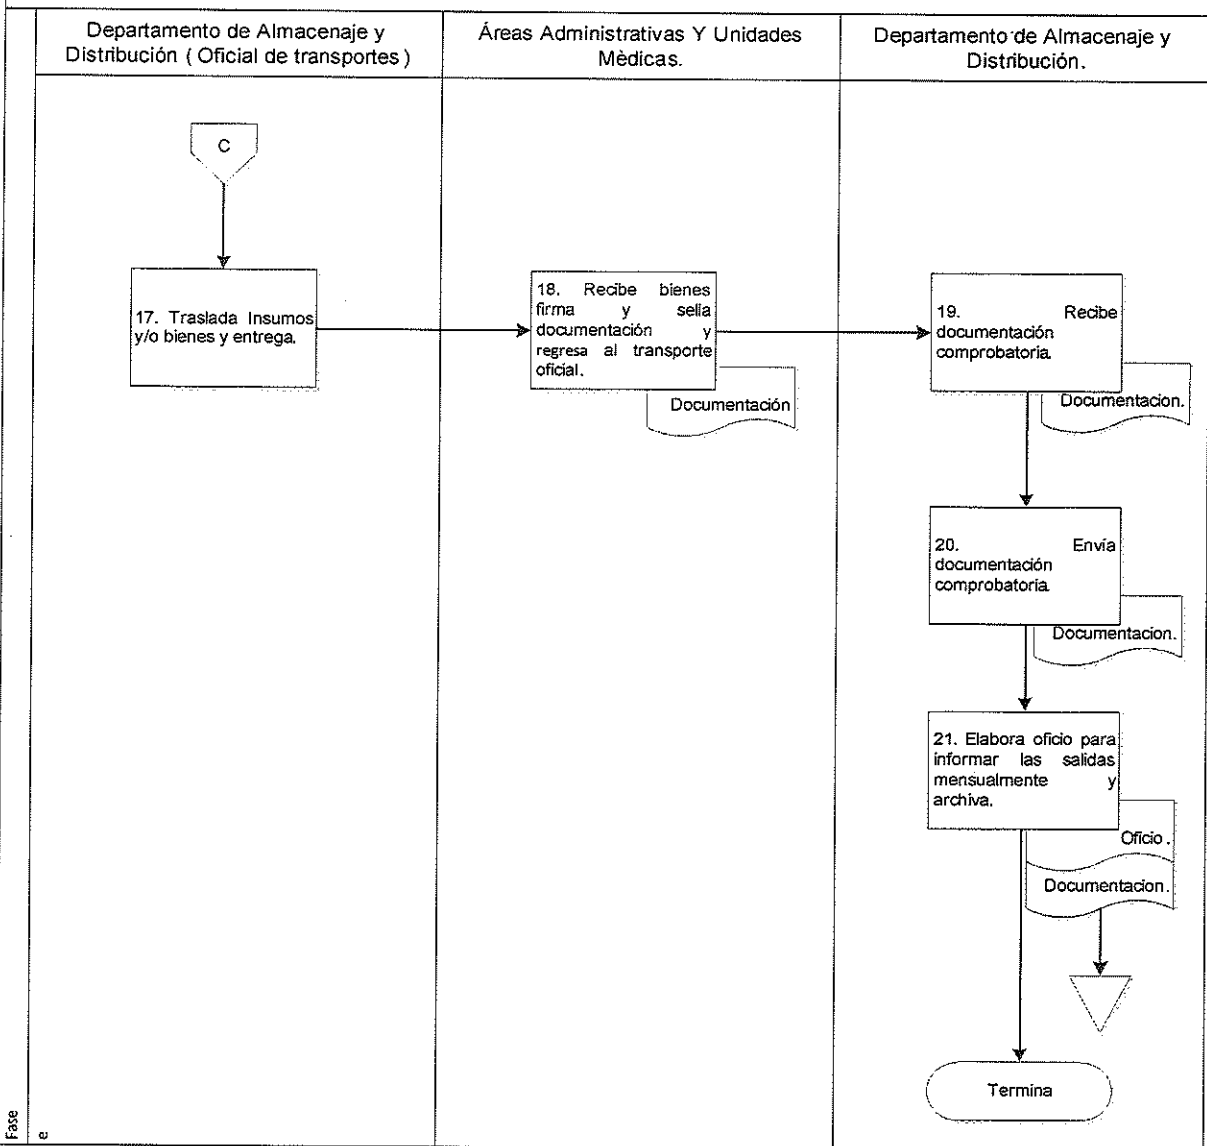 Departamento de Almacenaje y
Distribución ( Oficial de transportes )
Áreas Administrativas Y Unidades
Mèdicas.
Departamento de Almacenaje y
Distribución.
C
17. Traslada Insumos
y/o bienes y entrega.
18. Recibe bienes
firma y sella
documentación y
regresa al transporte
oficial.
Documentación
19. Recibe
documentación
comprobatoria.
Documentacion.
20. Envía
documentación
comprobatoria.
Documentacion.
21. Elabora oficio para
informar las salidas
mensualmente y
archiva.
Oficio.
Documentacion.
Termina
Fase
e